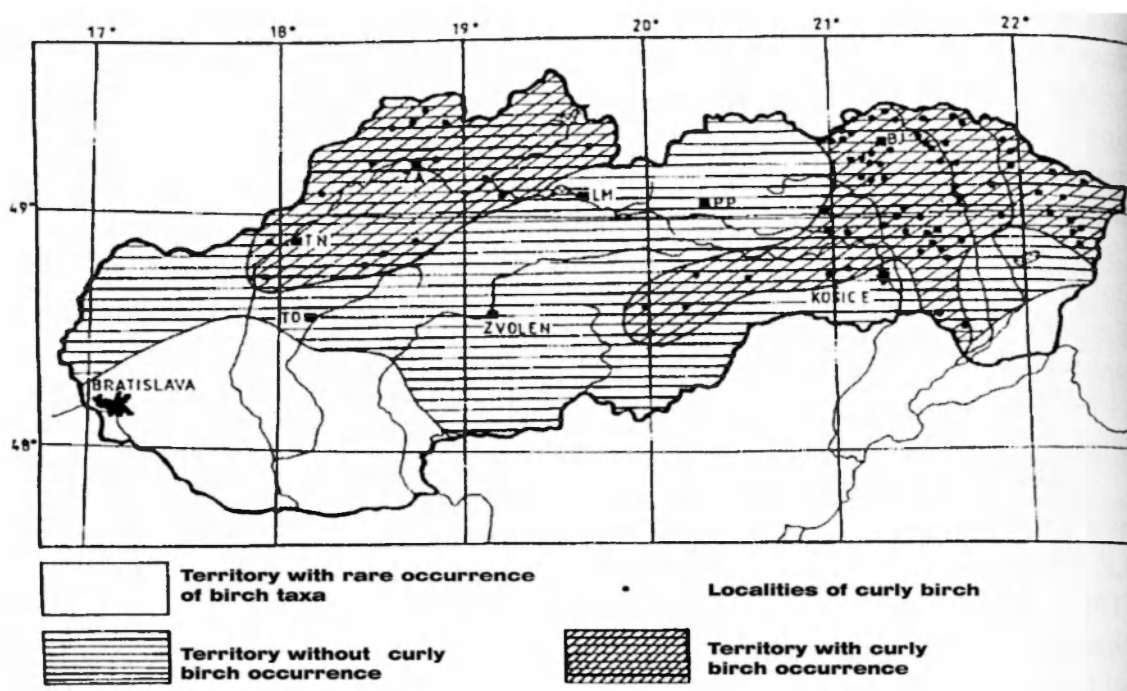 17° 18° 19° 20° 21° 22°
BJ
LM
PP
49°
TN
KOŠICE
TO
ZVOLEN
BRATISLAVA
48°
Territory with rare occurrence
of birch taxa
Localities of curly birch
Territory without curly
birch occurrence
Territory with curly
birch occurrence